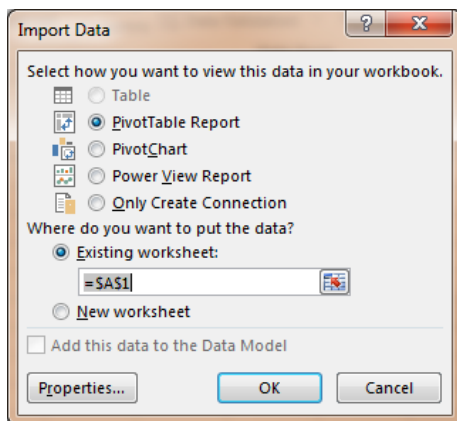 Import Data
Select how you want to view this data in your workbook.
Table
PivotTable Report
PivotChart
Power View Report
Only Create Connection
Where do you want to put the data?
Existing worksheet:
=$A$1
New worksheet
Add this data to the Data Model
Properties... OK Cancel